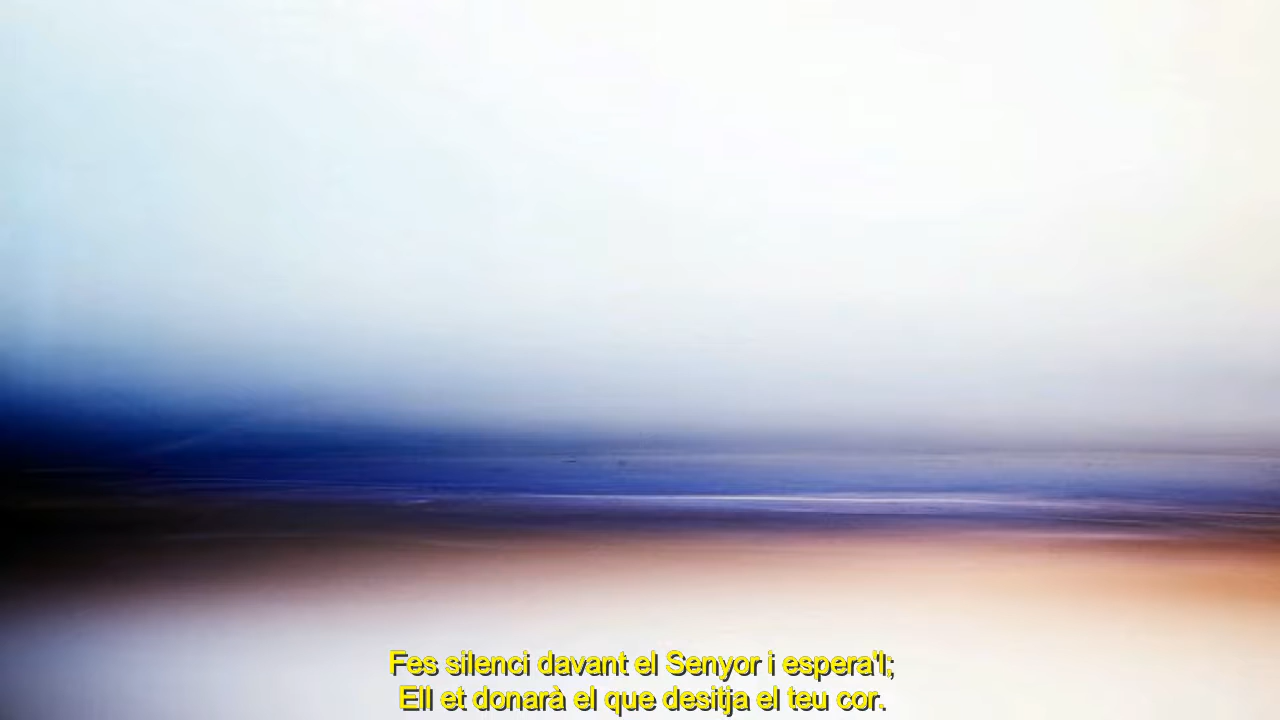 Fes silenci davant el Senyor i espera'l;
Ell et donarà el que desitja el teu cor.